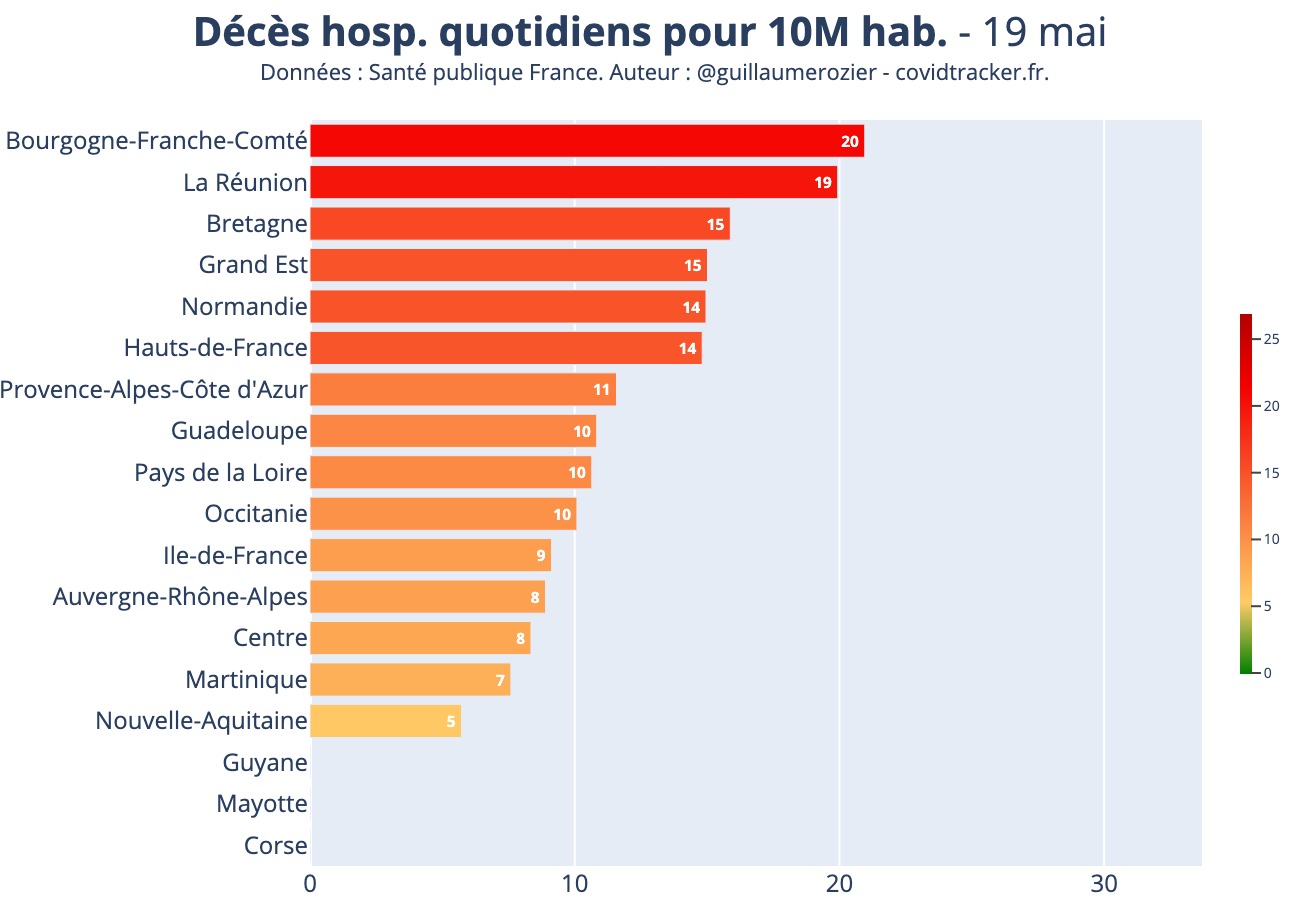 Décès hosp. quotidiens pour 10M hab. - 19 mai
Données : Santé publique France. Auteur : @guillaumerozier - covidtracker.fr.
Bourgogne-Franche-Comté 20
La Réunion 19
Bretagne 15
Grand Est 15
Normandie 14
Hauts-de-France 14
Provence-Alpes-Côte d'Azur 11
Guadeloupe 10
Pays de la Loire 10
Occitanie 10
Ile-de-France 9
Auvergne-Rhône-Alpes 8
Centre 8
Martinique 7
Nouvelle-Aquitaine 5
Guyane
Mayotte
Corse
0 10 20 30
25
20
15
10
5
0